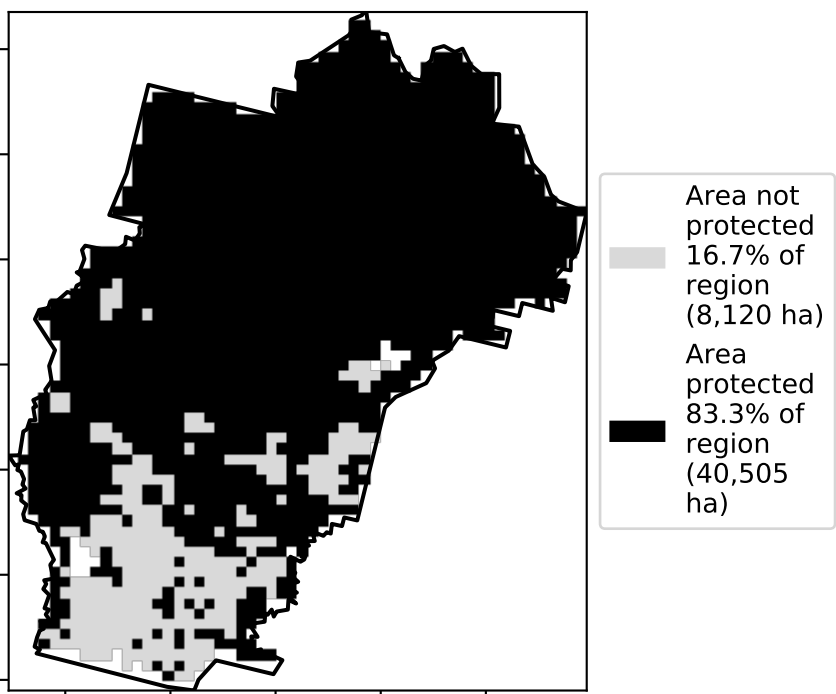 Area not
protected
16.7% of
region
(8,120 ha)
Area
protected
83.3% of
region
(40,505
ha)